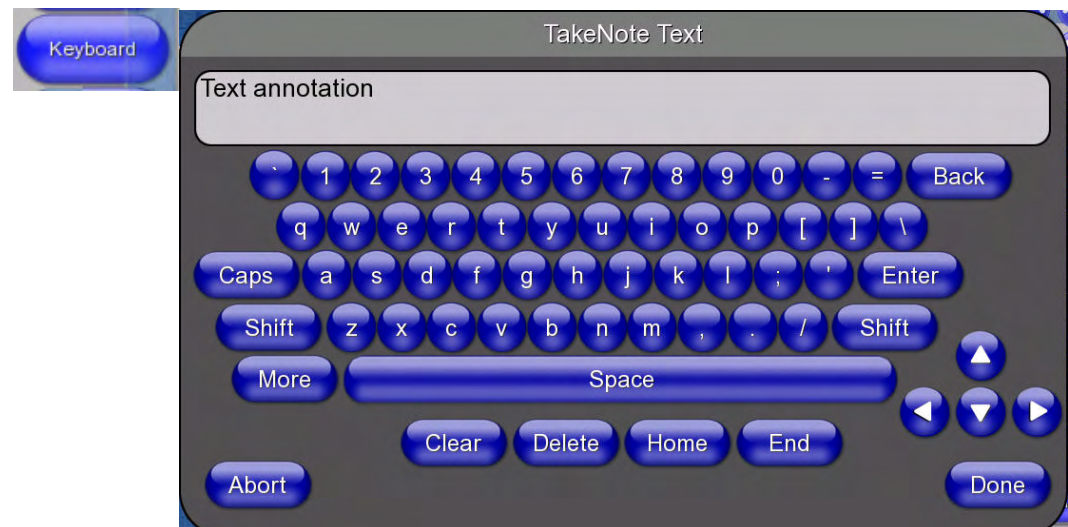 Keyboard
TakeNote Text
Text annotation
` 1 2 3 4 5 6 7 8 9 0 - = Back
q w e r t y u i o p [ ] \
Caps a s d f g h j k l ; ' Enter
Shift z x c v b n m , . / Shift
More Space
Clear Delete Home End
Abort Done